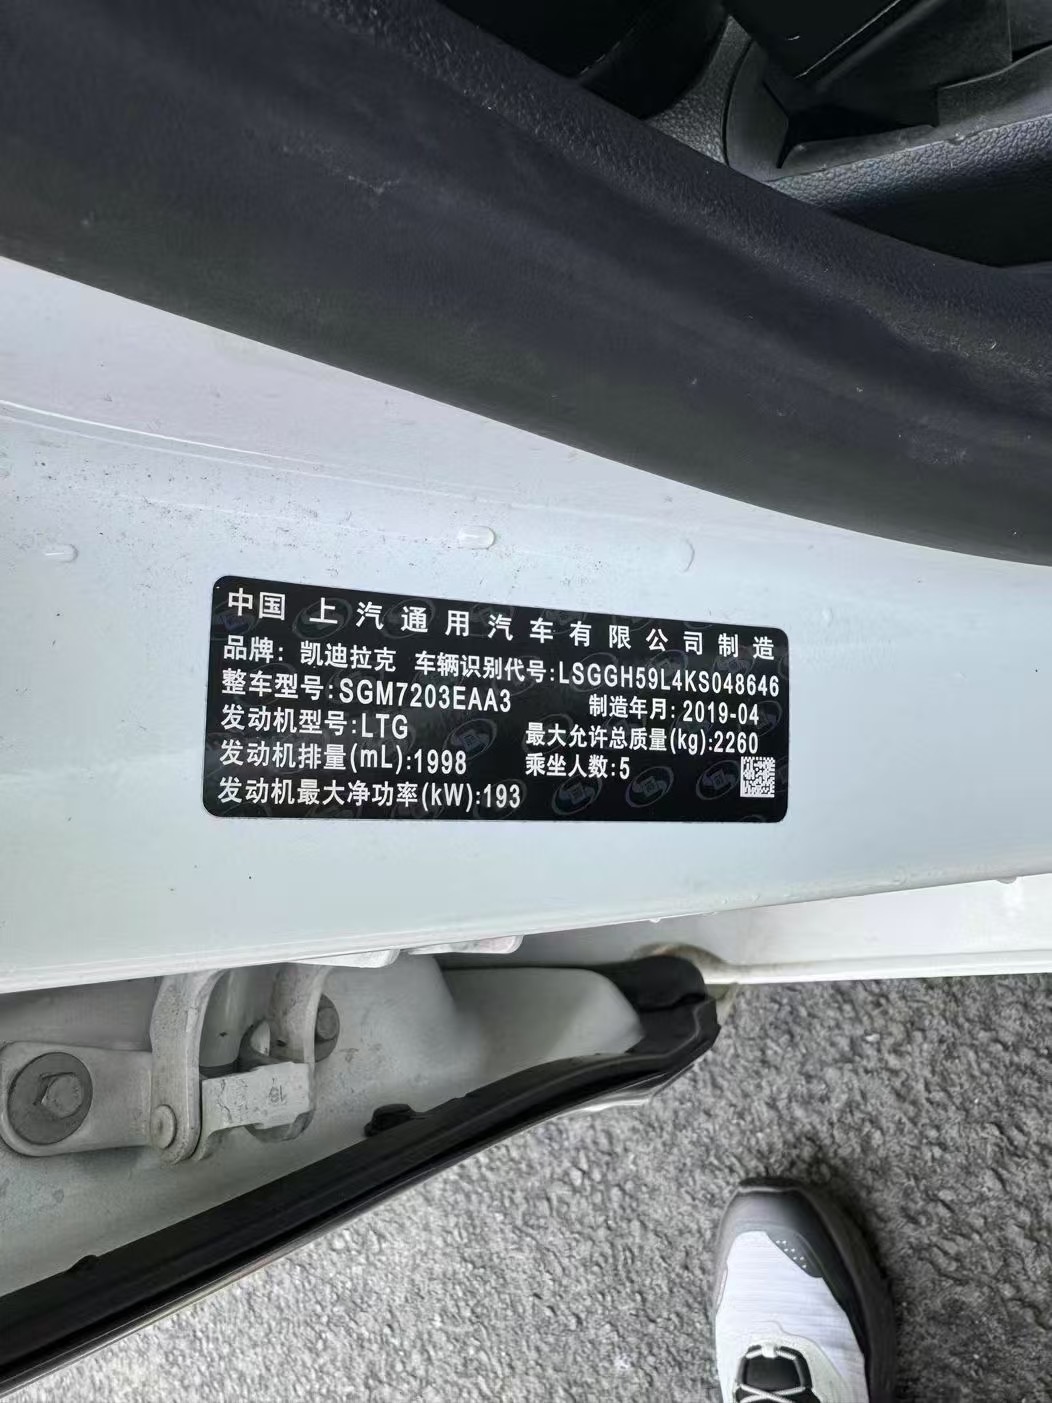 中国 上汽通用汽车有限公司制造
品牌: 凯迪拉克 车辆识别代号:LSGGH59L4KS048646
整车型号:SGM7203EAA3 制造年月: 2019-04
发动机型号:LTG 最大允许总质量(kg):2260
发动机排量(mL):1998 乘坐人数:5
发动机最大净功率(kW):193